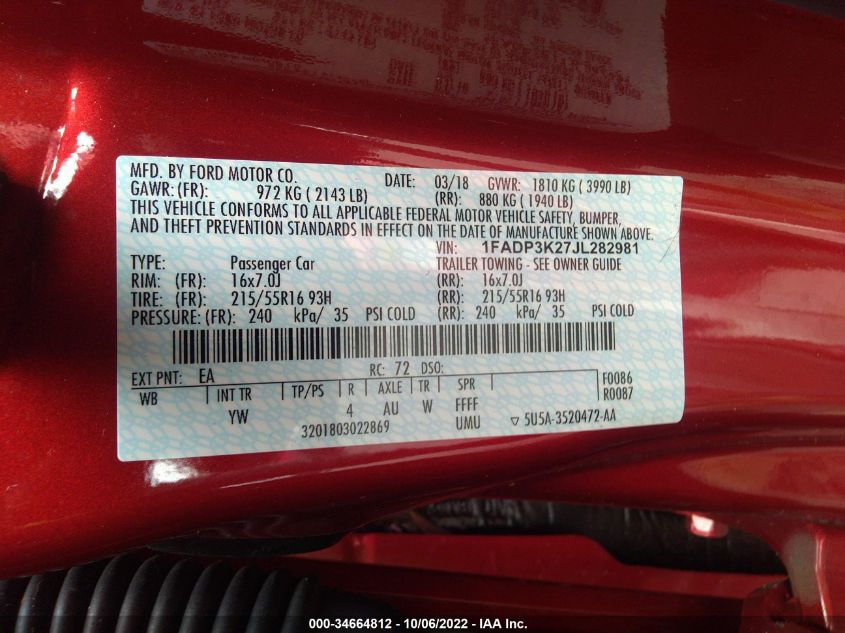 MFD. BY FORD MOTOR CO. DATE: 03/18 GVWR: 1810 KG ( 3990 LB)
GAWR: (FR): 972 KG ( 2143 LB) (RR): 880 KG ( 1940 LB)
THIS VEHICLE CONFORMS TO ALL APPLICABLE FEDERAL MOTOR VEHICLE SAFETY, BUMPER,
AND THEFT PREVENTION STANDARDS IN EFFECT ON THE DATE OF MANUFACTURE SHOWN ABOVE.
VIN: 1FADP3K27JL282981
TYPE: Passenger Car TRAILER TOWING - SEE OWNER GUIDE
RIM: (FR): 16x7.0J (RR): 16x7.0J
TIRE: (FR): 215/55R16 93H (RR): 215/55R16 93H
PRESSURE: (FR): 240 kPa/ 35 PSI COLD (RR): 240 kPa/ 35 PSI COLD
EXT PNT: EA RC: 72 DSO:
WB INT TR TP/PS R AXLE TR SPR F0086
R0087
YW 4 AU W FFFF
3201803022869 UMU ▽ 5U5A-3520472-AA
000-34664812 - 10/06/2022 - IAA Inc.